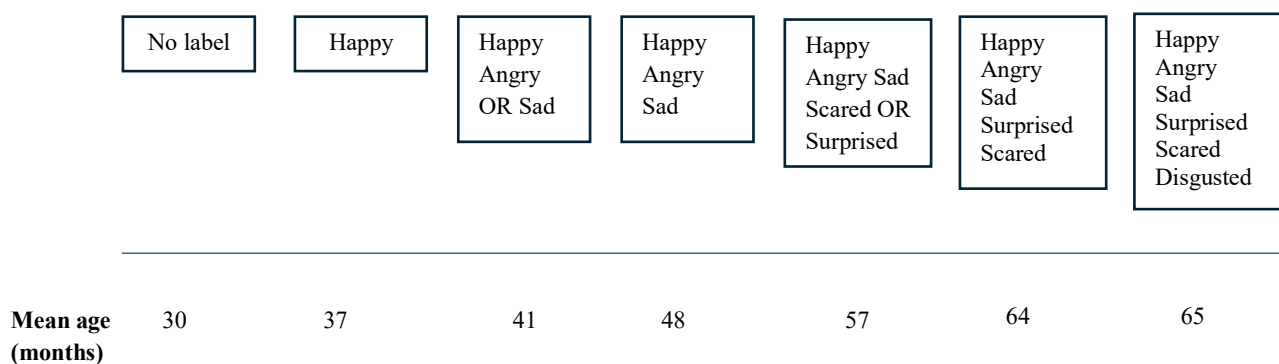 No label
Happy
Happy
Angry
OR Sad
Happy
Angry
Sad
Happy
Angry Sad
Scared OR
Surprised
Happy
Angry
Sad
Surprised
Scared
Happy
Angry
Sad
Surprised
Scared
Disgusted
Mean age
(months)
30
37
41
48
57
64
65